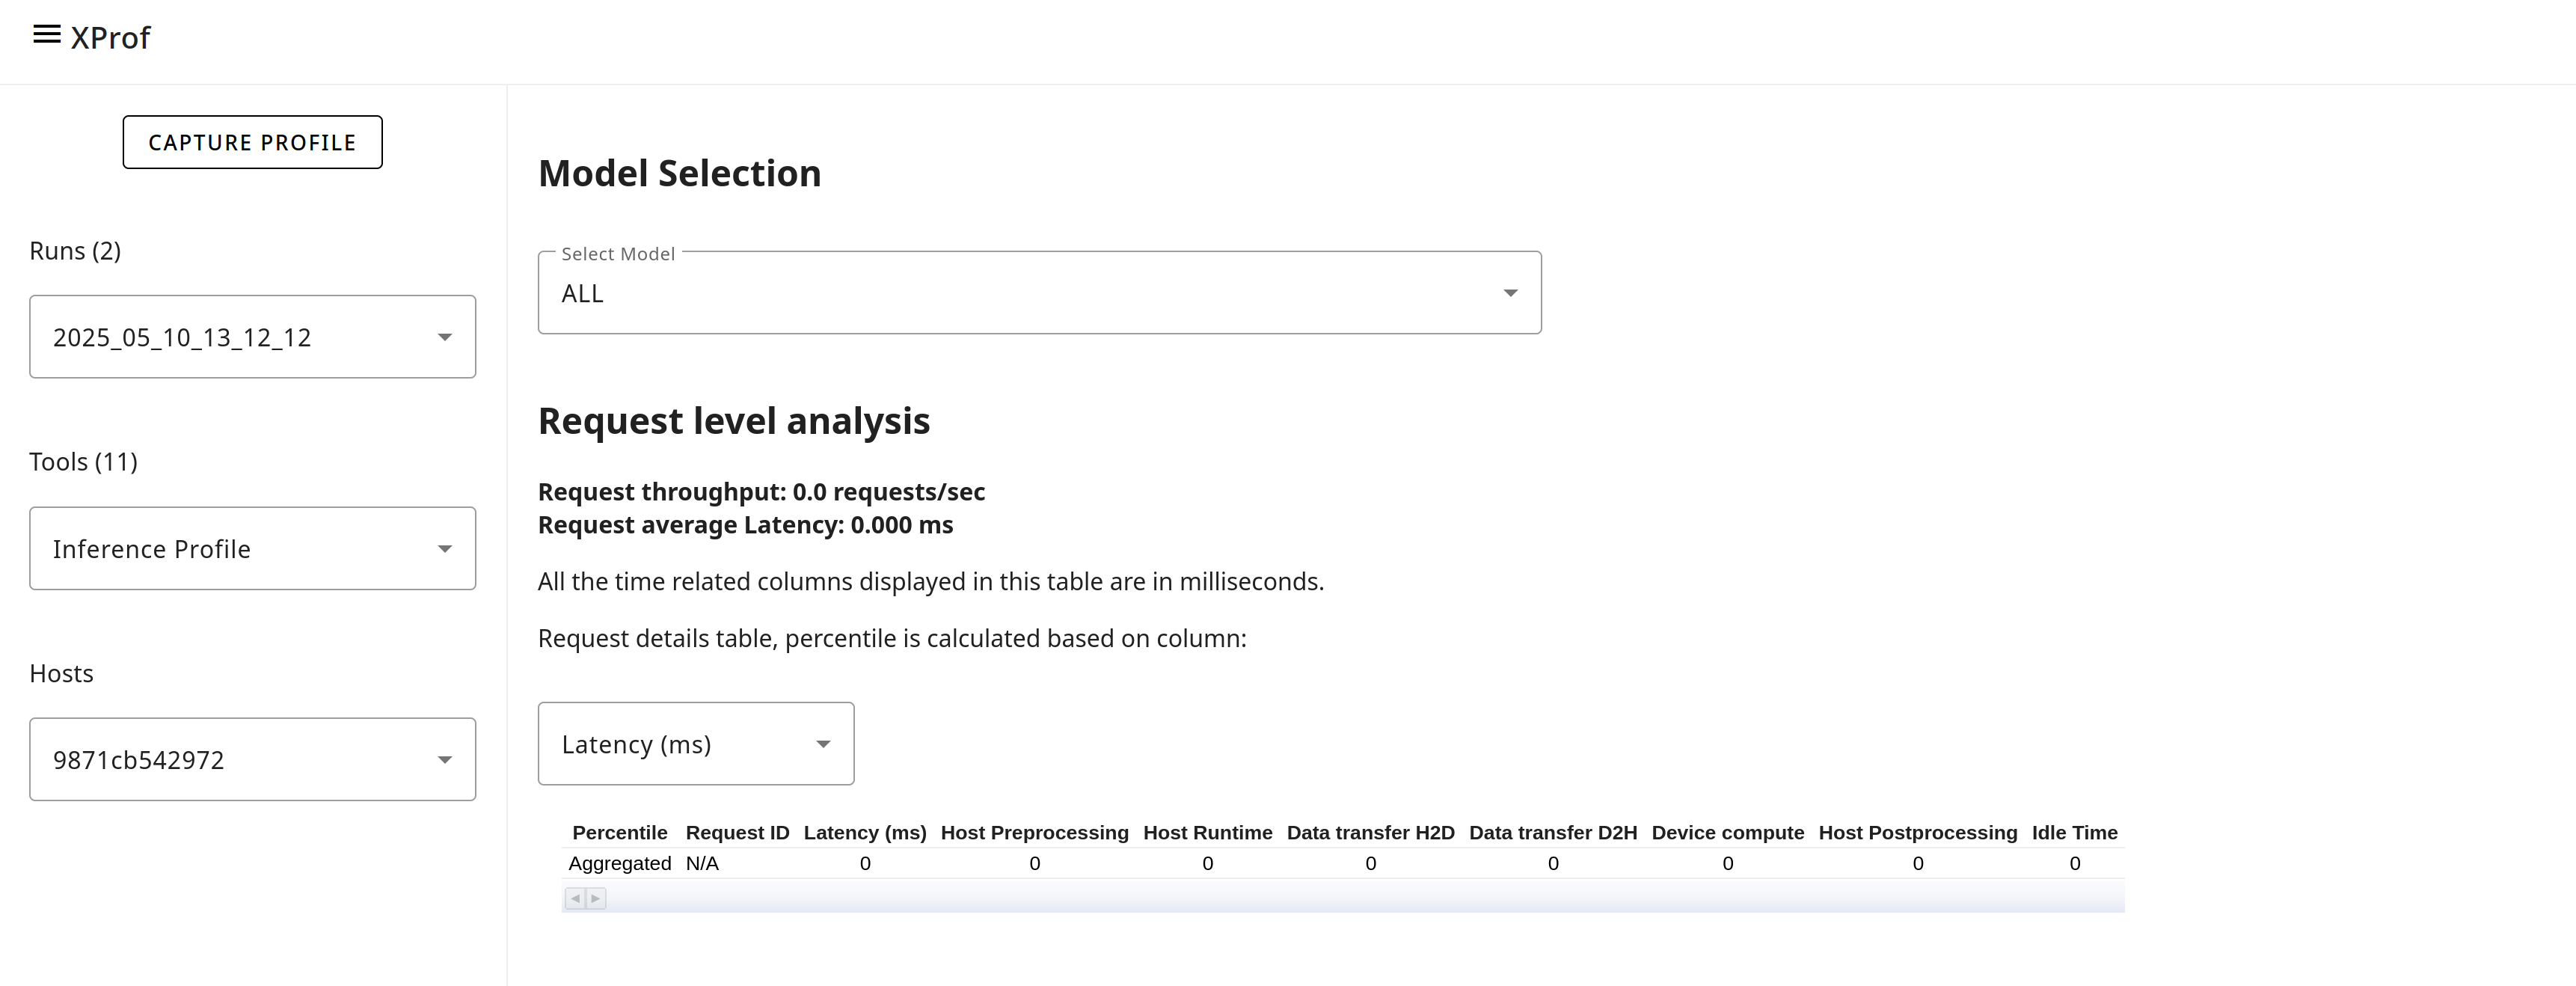 XProf
CAPTURE PROFILE
Runs (2)
2025_05_10_13_12_12
Tools (11)
Inference Profile
Hosts
9871cb542972
Model Selection
Select Model
ALL
Request level analysis
Request throughput: 0.0 requests/sec
Request average Latency: 0.000 ms
All the time related columns displayed in this table are in milliseconds.
Request details table, percentile is calculated based on column:
Latency (ms)
Percentile Request ID Latency (ms) Host Preprocessing Host Runtime Data transfer H2D Data transfer D2H Device compute Host Postprocessing Idle Time
Aggregated N/A 0 0 0 0 0 0 0 0